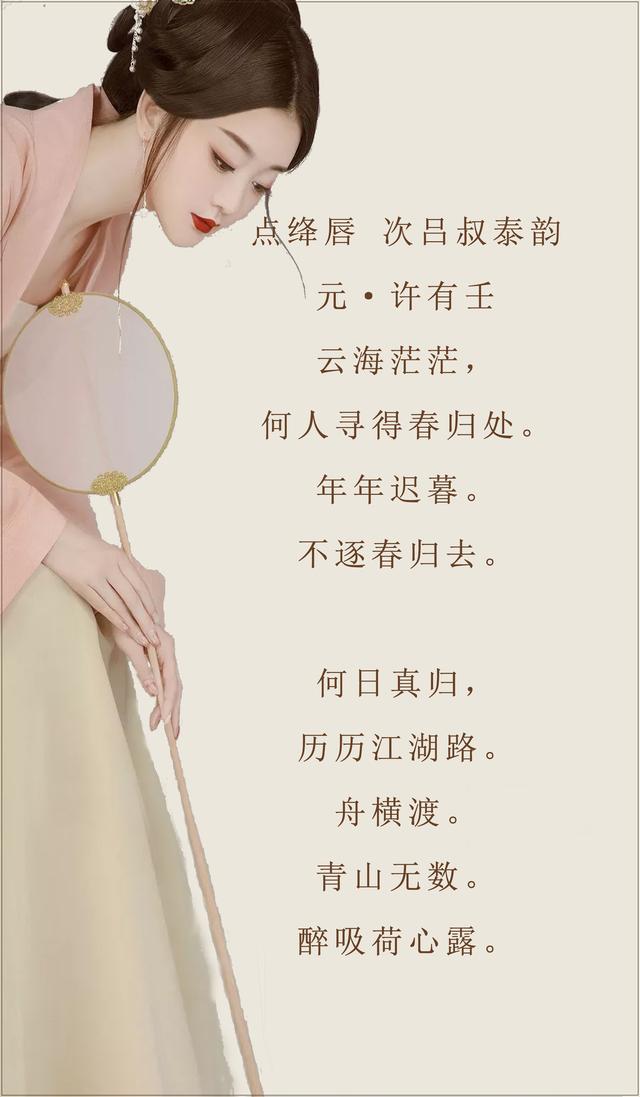 点绛唇 次吕叔泰韵
元·许有壬
云海茫茫，
何人寻得春归处。
年年迟暮。
不逐春归去。
何日真归，
历历江湖路。
舟横渡。
青山无数。
醉吸荷心露。